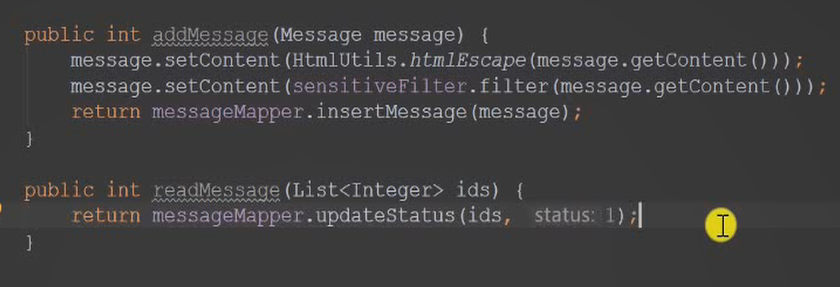 public int addMessage(Message message) {
message.setContent(HtmlUtils.htmlEscape(message.getContent()));
message.setContent(sensitiveFilter.filter(message.getContent()));
return messageMapper.insertMessage(message);
}
public int readMessage(List<Integer> ids) {
return messageMapper.updateStatus(ids, status: 1);
}